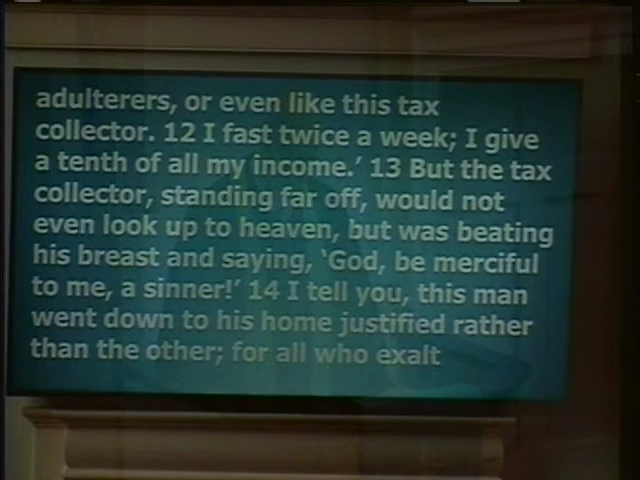 adulterers, or even like this tax
collector. 12 I fast twice a week; I give
a tenth of all my income.’ 13 But the tax
collector, standing far off, would not
even look up to heaven, but was beating
his breast and saying, ‘God, be merciful
to me, a sinner!’ 14 I tell you, this man
went down to his home justified rather
than the other; for all who exalt